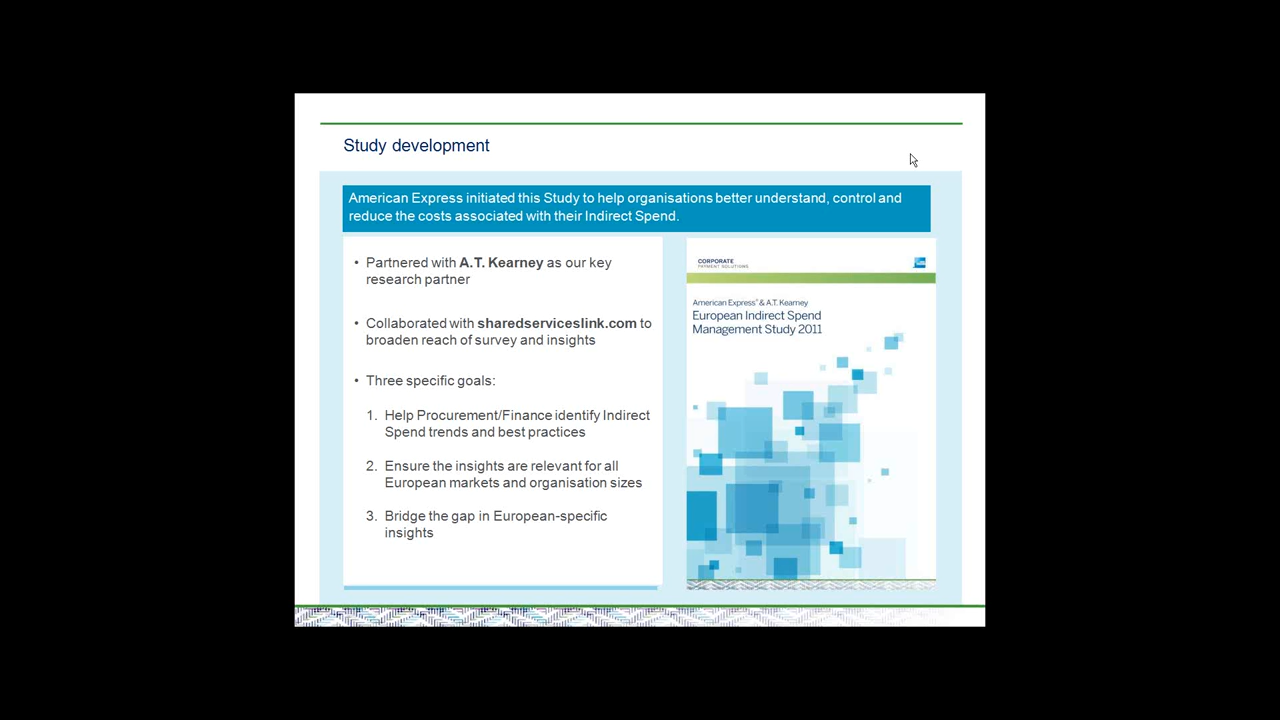 Study development
American Express initiated this Study to help organisations better understand, control and
reduce the costs associated with their Indirect Spend.
• Partnered with A.T. Kearney as our key
research partner
• Collaborated with sharedserviceslink.com to
broaden reach of survey and insights
• Three specific goals:
1. Help Procurement/Finance identify Indirect
Spend trends and best practices
2. Ensure the insights are relevant for all
European markets and organisation sizes
3. Bridge the gap in European-specific
insights
CORPORATE
PAYMENT SOLUTIONS
American Express® & A.T. Kearney
European Indirect Spend
Management Study 2011